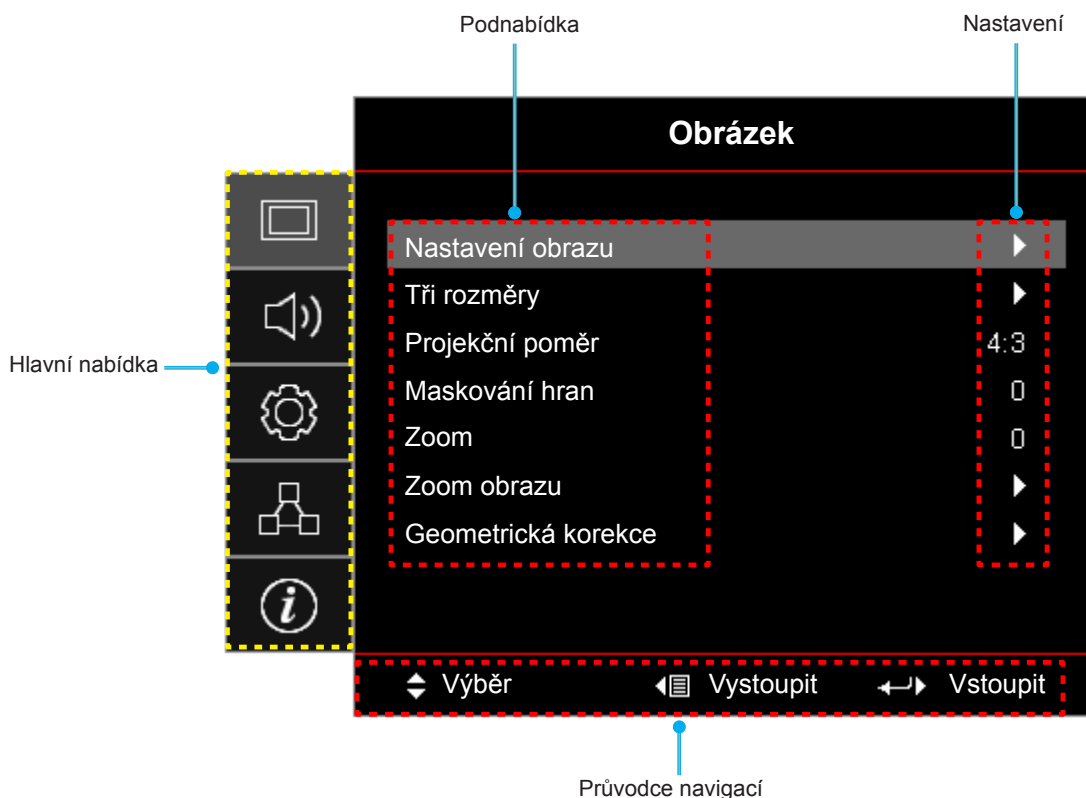 Podnabídka
Nastavení
Obrázek
Nastavení obrazu
Tři rozměry
Projekční poměr 4:3
Hlavní nabídka
Maskování hran 0
Zoom 0
Zoom obrazu
Geometrická korekce
Výběr Vystoupit Vstoupit
Průvodce navigací